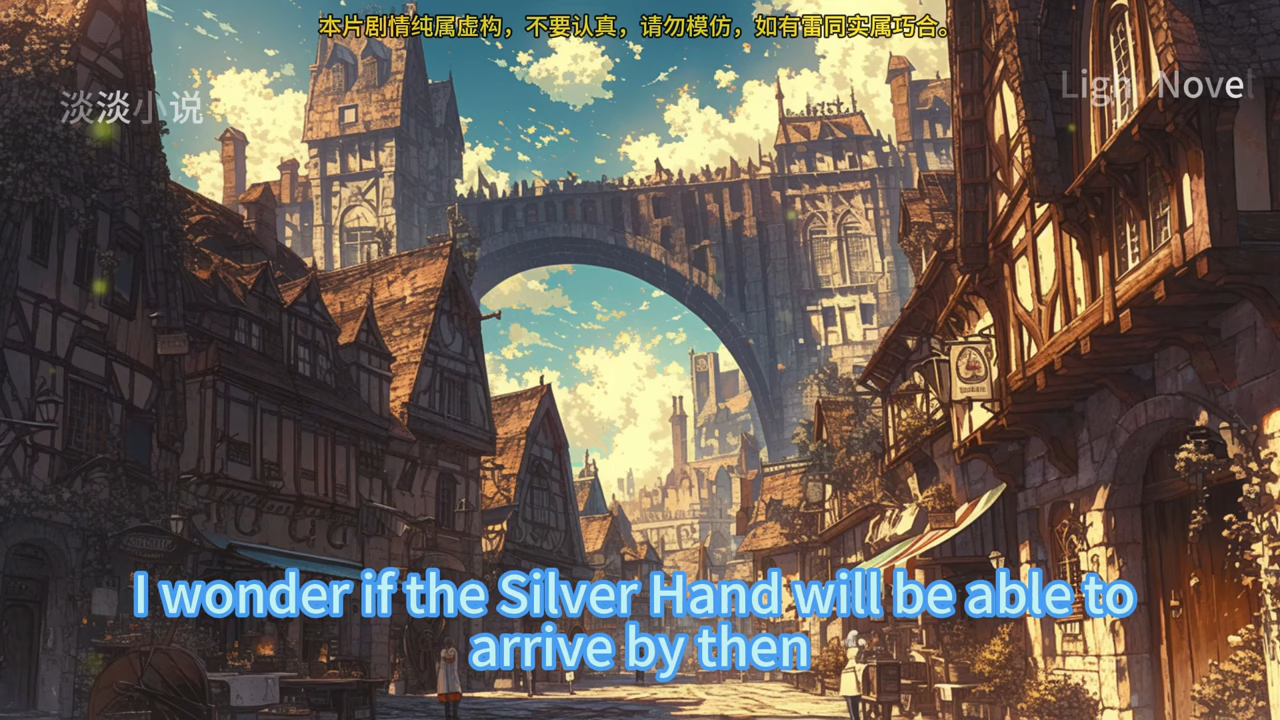 本片剧情纯属虚构，不要认真，请勿模仿，如有雷同实属巧合。
淡淡小说
Light Novel
I wonder if the Silver Hand will be able to
arrive by then